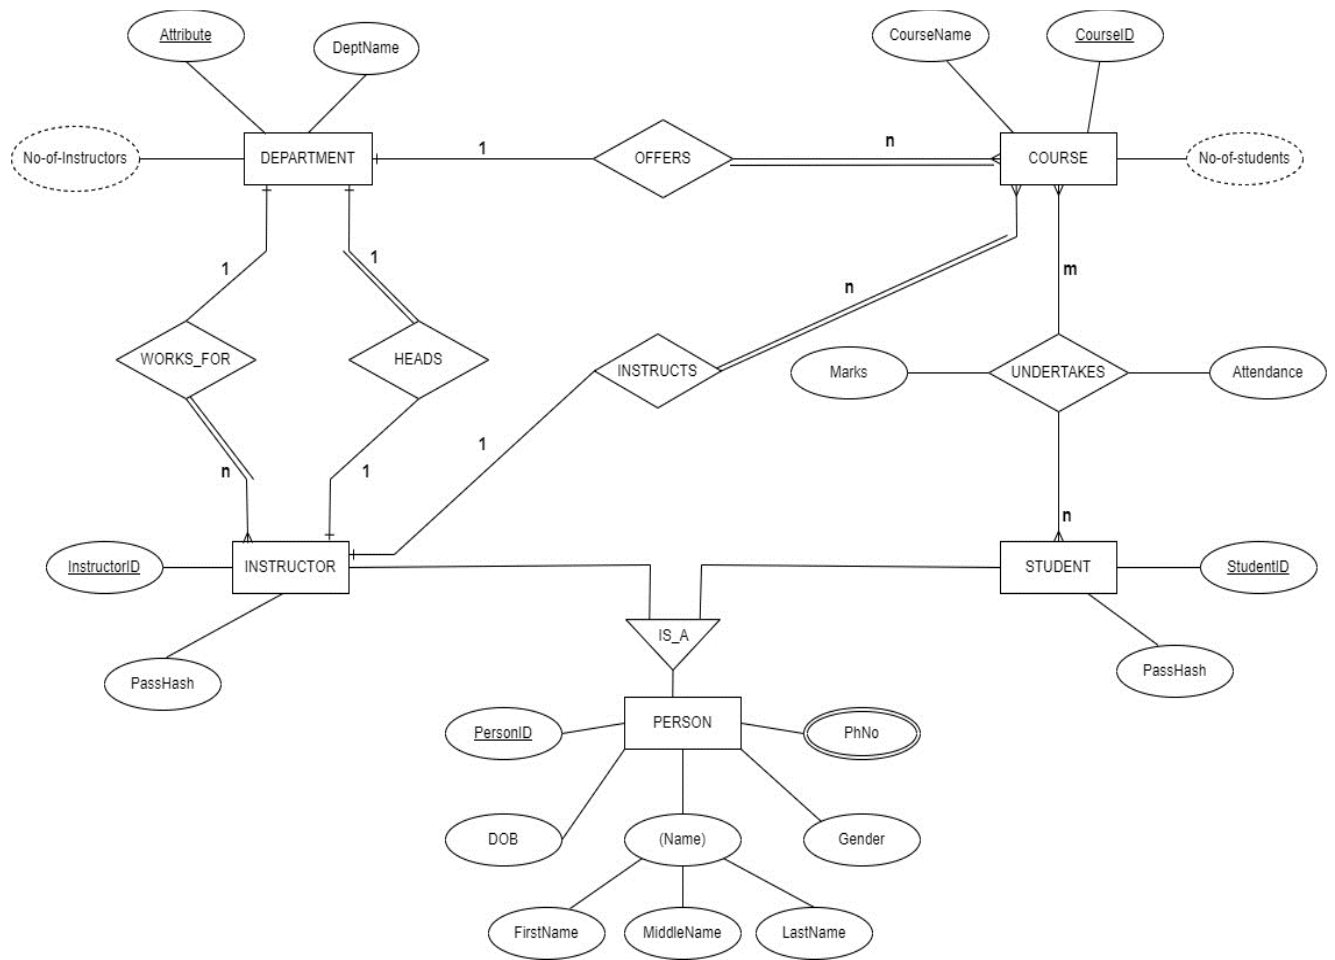 Attribute
DeptName
CourseName
CourseID
No-of-Instructors
DEPARTMENT
1
OFFERS
n
COURSE
No-of-students
1
1
n
m
WORKS_FOR
HEADS
INSTRUCTS
Marks
UNDERTAKES
Attendance
n
1
1
n
InstructorID
INSTRUCTOR
STUDENT
StudentID
IS_A
PassHash
PassHash
PersonID
PERSON
PhNo
DOB
(Name)
Gender
FirstName
MiddleName
LastName